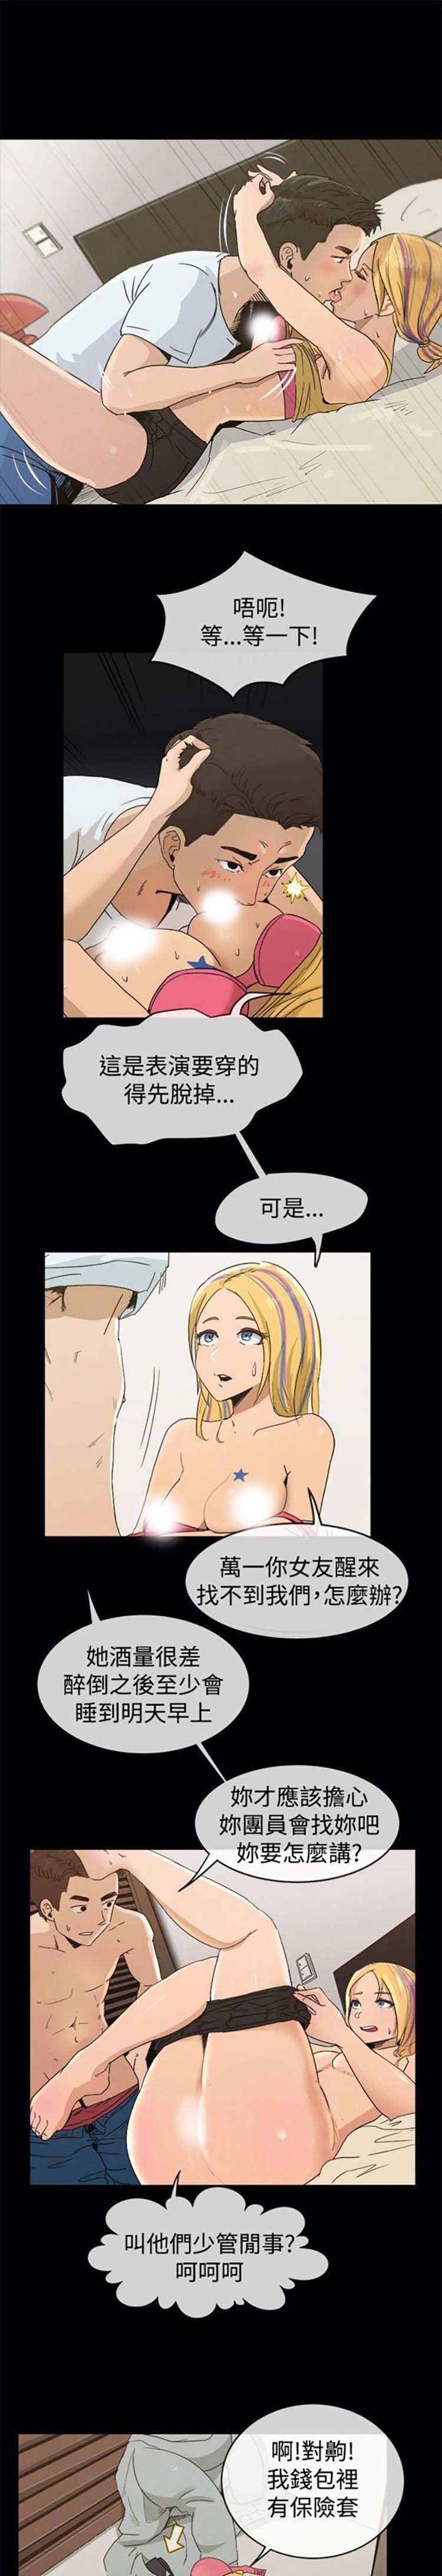 唔呃!
等...等一下!
這是表演要穿的
得先脫掉...
可是...
萬一你女友醒來
找不到我們，怎麼辦?
她酒量很差
醉倒之後至少會
睡到明天早上
妳才應該擔心
妳團員會找妳吧
妳要怎麼講?
叫他們少管閒事?
呵呵呵
啊!對齁!
我錢包裡
有保險套